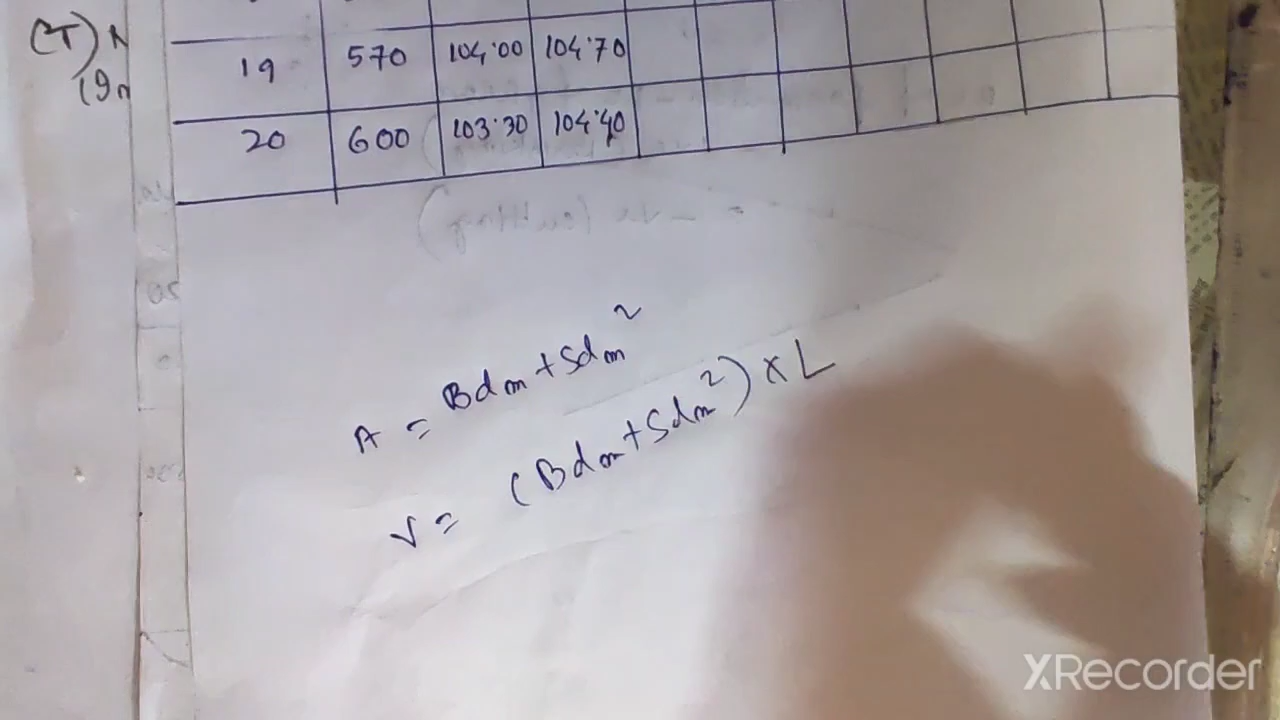 (T)
19 570 104.00 104.70
20 600 103.30 104.40
A = Bdm + Sdm²
V = (Bdm + Sdm²) x L
XRecorder